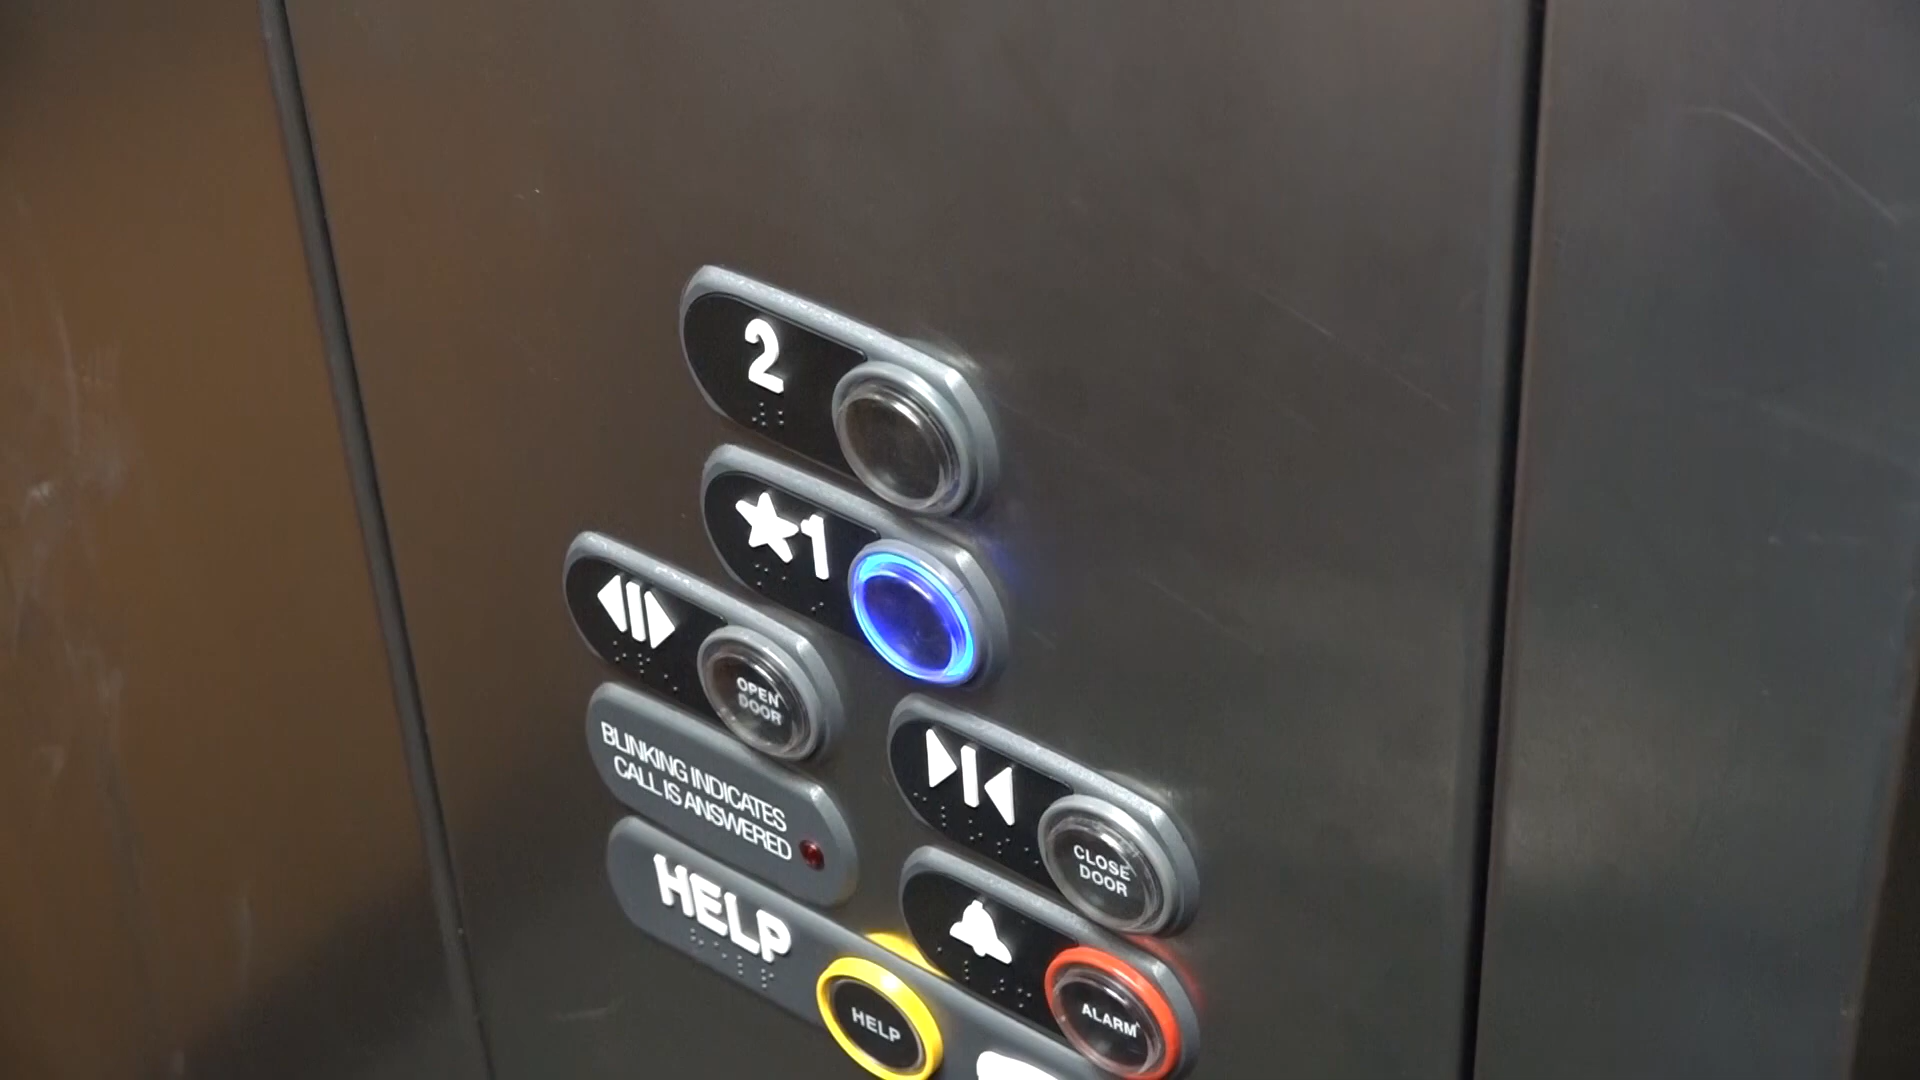 2
★1
OPEN
DOOR
BLINKING INDICATES
CALL IS ANSWERED
CLOSE
DOOR
HELP
HELP
ALARM